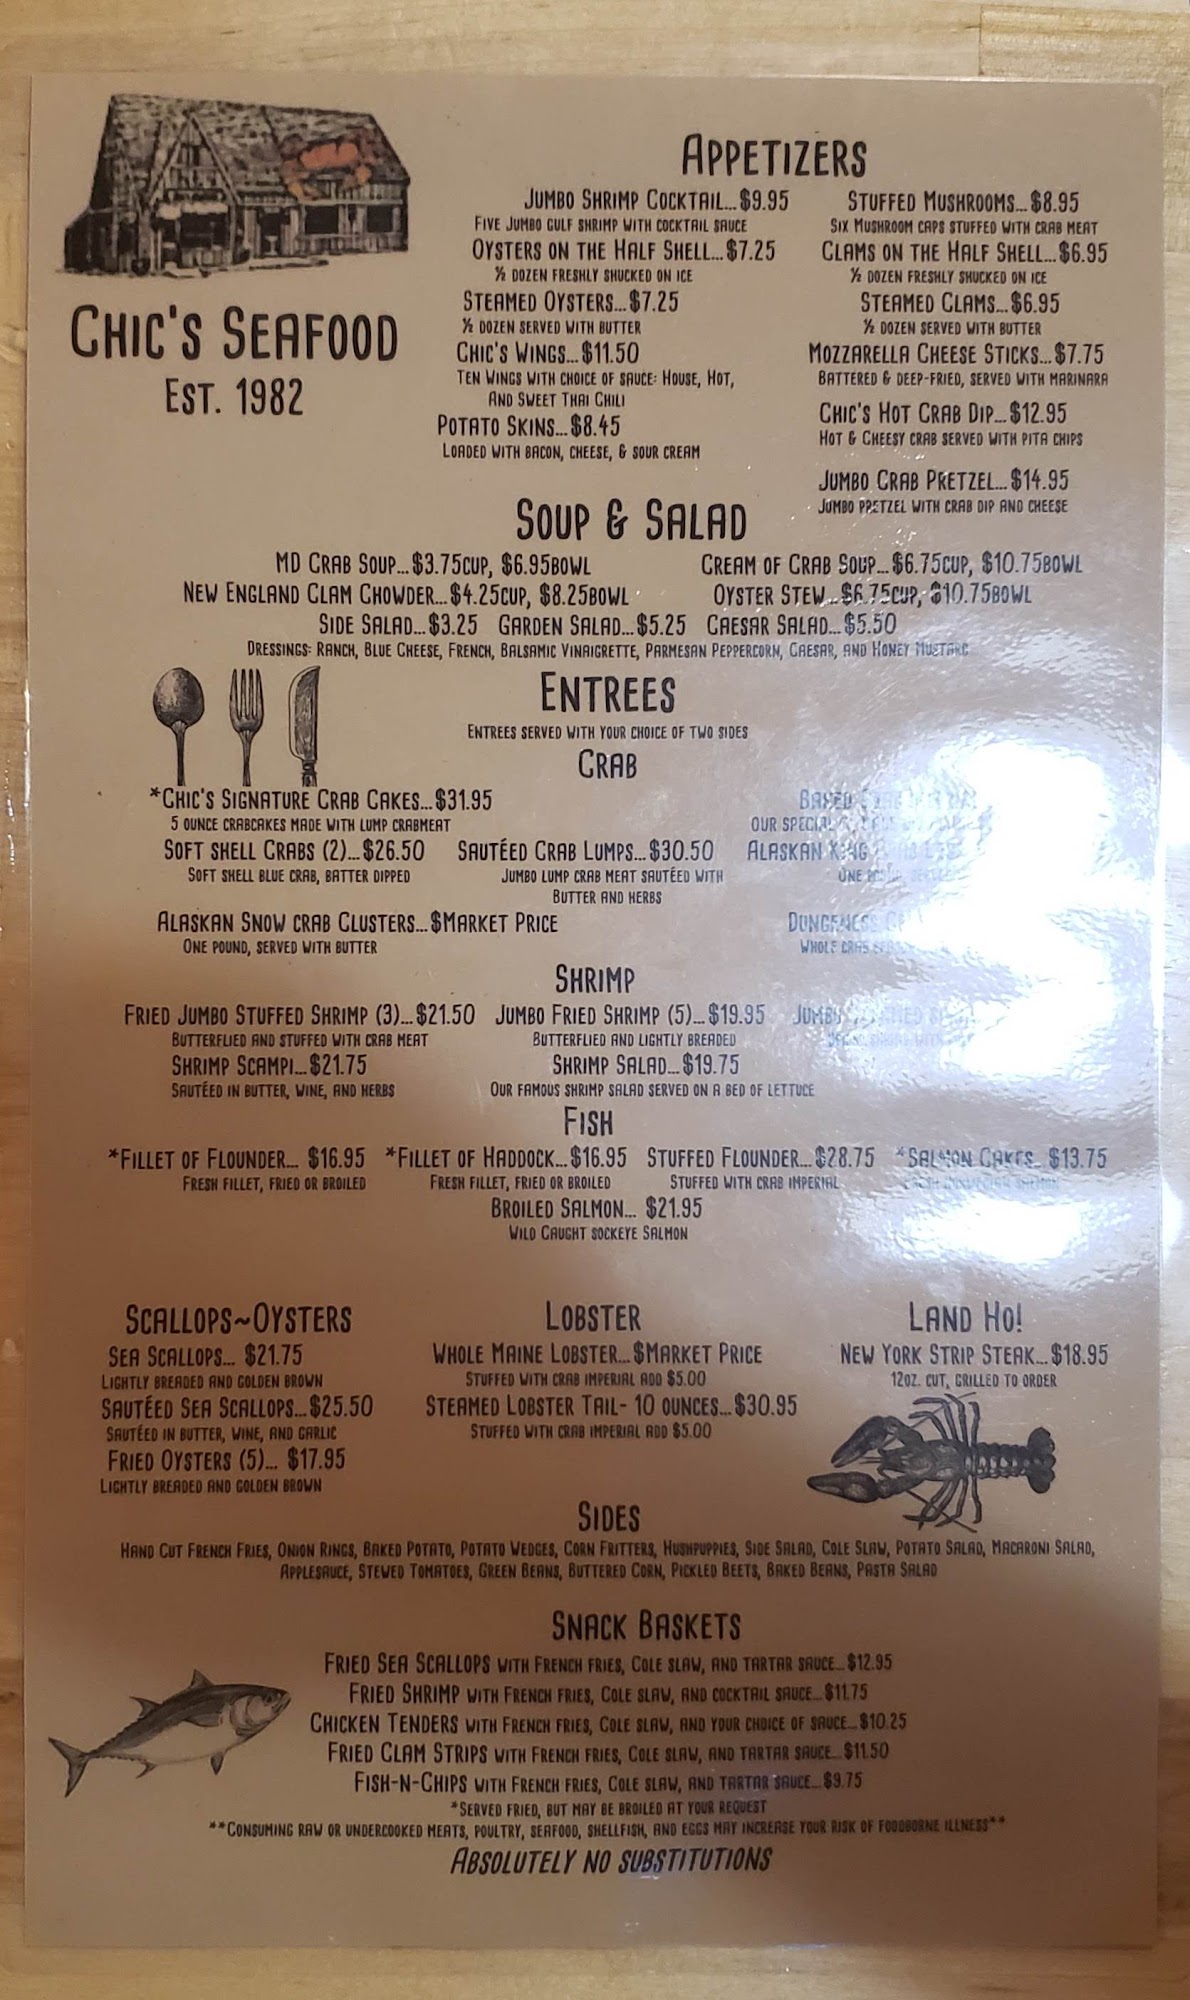 Chic's Seafood
Est. 1982
Appetizers
Jumbo Shrimp Cocktail...$9.95
Five Jumbo gulf shrimp with cocktail sauce
Oysters on the Half Shell...$7.25
½ dozen freshly shucked on ice
Steamed Oysters...$7.25
½ dozen served with butter
Chic's Wings...$11.50
Ten wings with choice of sauce: House, Hot,
And Sweet Thai Chili
Potato Skins...$8.45
Loaded with bacon, cheese, & sour cream
Stuffed Mushrooms...$8.95
Six Mushroom caps stuffed with crab meat
Clams on the Half Shell...$6.95
½ dozen freshly shucked on ice
Steamed Clams...$6.95
½ dozen served with butter
Mozzarella Cheese Sticks...$7.75
Battered & deep-fried, served with marinara
Chic's Hot Crab Dip...$12.95
Hot & Cheesy crab served with pita chips
Jumbo Crab Pretzel...$14.95
Jumbo pretzel with crab dip and cheese
Soup & Salad
MD Crab Soup...$3.75cup, $6.95bowl Cream of Crab Soup...$6.75cup, $10.75bowl
New England Clam Chowder...$4.25cup, $8.25bowl Oyster Stew...$6.75cup, $10.75bowl
Side Salad...$3.25 Garden Salad...$5.25 Caesar Salad...$5.50
Dressings: Ranch, Blue Cheese, French, Balsamic Vinaigrette, Parmesan Peppercorn, Caesar, and Honey Mustard
Entrees
Entrees served with your choice of two sides
Crab
*Chic's Signature Crab Cakes...$31.95 Baked
5 ounce crabcakes made with lump crabmeat our special
Soft shell Crabs (2)...$26.50 Sautéed Crab Lumps...$30.50 Alaskan King
Soft shell blue crab, batter dipped Jumbo lump crab meat sautéed with one
Butter and herbs
Alaskan Snow crab Clusters...$Market Price Dungeness
One pound, served with butter Whole crab
Shrimp
Fried Jumbo Stuffed Shrimp (3)...$21.50 Jumbo Fried Shrimp (5)...$19.95 Jumbo
Butterflied and stuffed with crab meat Butterflied and lightly breaded
Shrimp Scampi...$21.75 Shrimp Salad...$19.75
Sautéed in butter, wine, and herbs Our famous shrimp salad served on a bed of lettuce
Fish
*Fillet of Flounder... $16.95 *Fillet of Haddock...$16.95 Stuffed Flounder...$28.75 *Salmon Cakes... $13.75
Fresh fillet, fried or broiled Fresh fillet, fried or broiled Stuffed with crab imperial
Broiled Salmon... $21.95
Wild Caught sockeye Salmon
Scallops~Oysters
Sea Scallops... $21.75
Lightly breaded and golden brown
Sautéed Sea Scallops...$25.50
Sautéed in butter, wine, and garlic
Fried Oysters (5)... $17.95
Lightly breaded and golden brown
Lobster
Whole Maine Lobster...$Market Price
Stuffed with crab imperial add $5.00
Steamed Lobster Tail- 10 ounces...$30.95
Stuffed with crab imperial add $5.00
Land Ho!
New York Strip Steak...$18.95
12oz. cut, grilled to order
Sides
Hand Cut French Fries, Onion Rings, Baked Potato, Potato Wedges, Corn Fritters, Hushpuppies, Side Salad, Cole Slaw, Potato Salad, Macaroni Salad,
Applesauce, Stewed Tomatoes, Green Beans, Buttered Corn, Pickled Beets, Baked Beans, Pasta Salad
Snack Baskets
Fried Sea Scallops with French fries, Cole slaw, and tartar sauce...$12.95
Fried Shrimp with French fries, Cole slaw, and cocktail sauce...$11.75
Chicken Tenders with French fries, Cole slaw, and your choice of sauce...$10.25
Fried Clam Strips with French fries, Cole slaw, and tartar sauce...$11.50
Fish-n-Chips with French fries, Cole slaw, and tartar sauce...$9.75
*Served fried, but may be broiled at your request
**Consuming raw or undercooked meats, poultry, seafood, shellfish, and eggs may increase your risk of foodborne illness**
Absolutely no substitutions